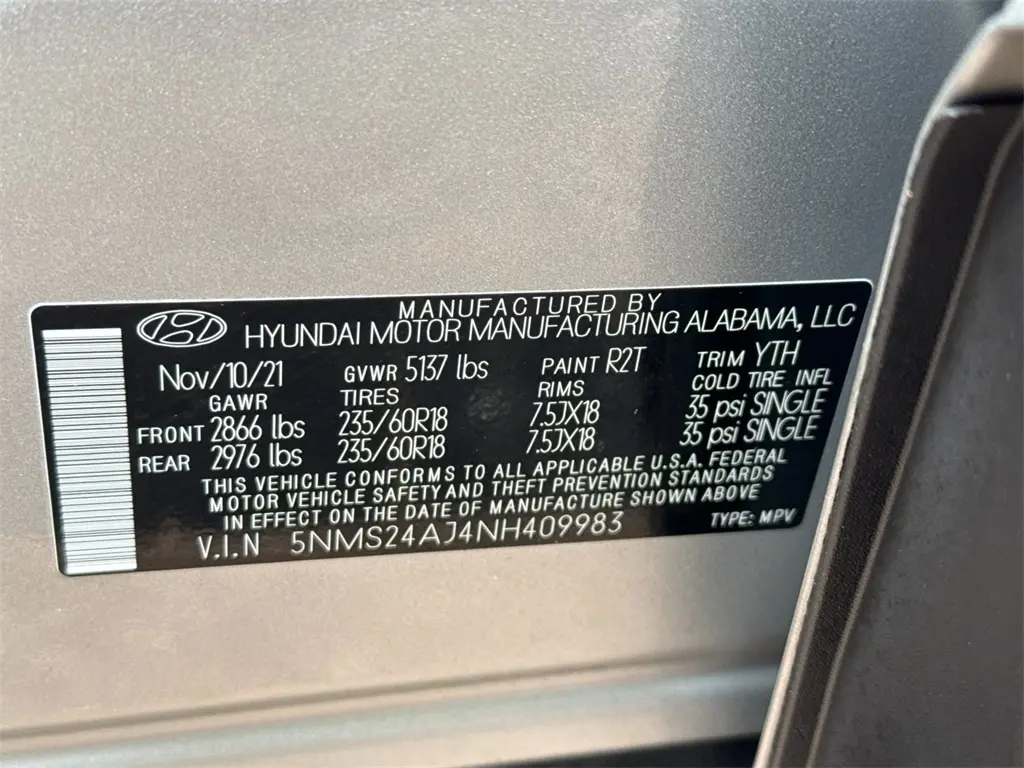 MANUFACTURED BY
HYUNDAI MOTOR MANUFACTURING ALABAMA, LLC
Nov/10/21 GVWR 5137 lbs PAINT R2T TRIM YTH
GAWR TIRES RIMS COLD TIRE INFL
FRONT 2866 lbs 235/60R18 7.5JX18 35 psi SINGLE
REAR 2976 lbs 235/60R18 7.5JX18 35 psi SINGLE
THIS VEHICLE CONFORMS TO ALL APPLICABLE U.S.A. FEDERAL
MOTOR VEHICLE SAFETY AND THEFT PREVENTION STANDARDS
IN EFFECT ON THE DATE OF MANUFACTURE SHOWN ABOVE
V.I.N 5NMS24AJ4NH409983 TYPE: MPV